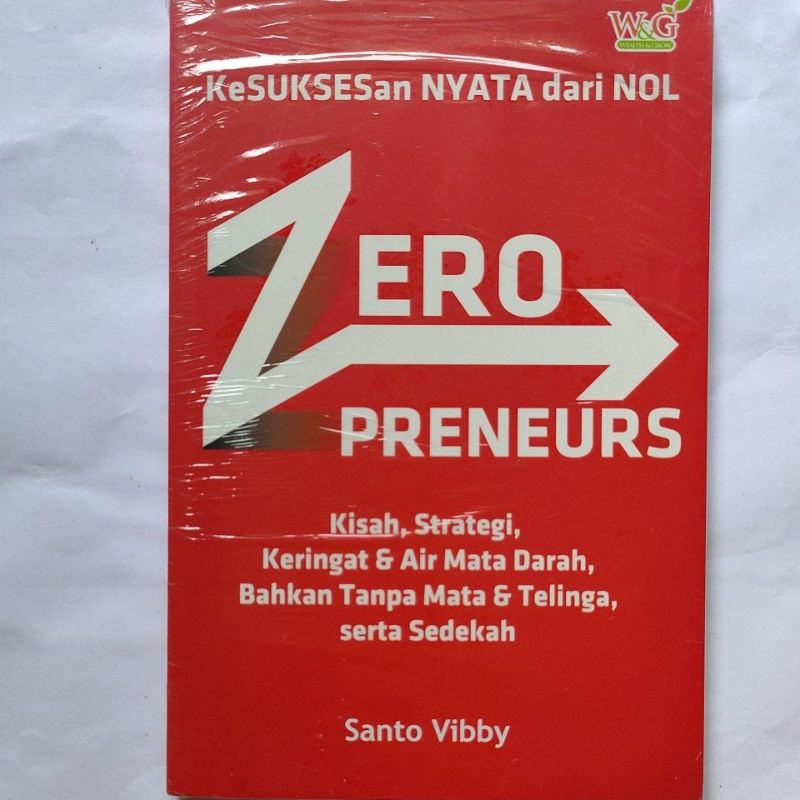 W&G
WEALTH & GROW
KeSUKSESan NYATA dari NOL
ZERO
PRENEURS
Kisah, Strategi,
Keringat & Air Mata Darah,
Bahkan Tanpa Mata & Telinga,
serta Sedekah
Santo Vibby